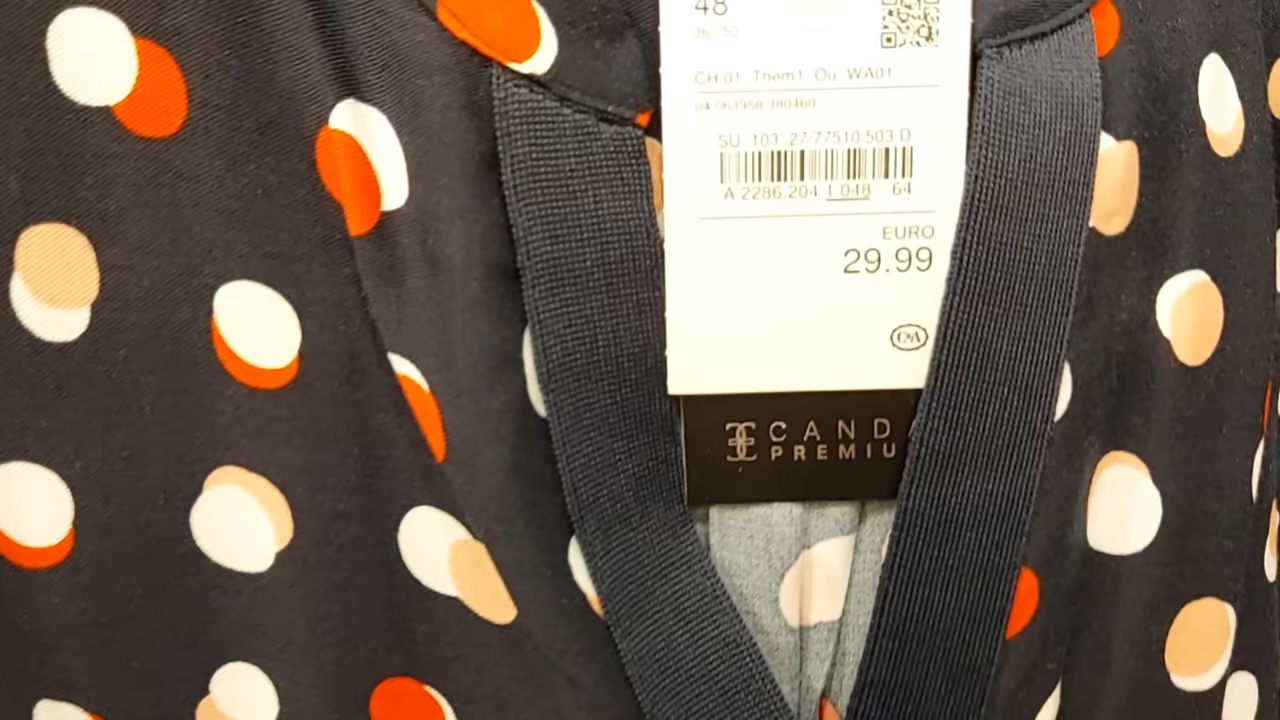 48
36 50
CH 01 Them1 Ou WA01
04 063958 380460
SU 103 27/77510 503 D
A 2286.204 1.048 64
EURO
29.99
C&A
CANDA
PREMIU